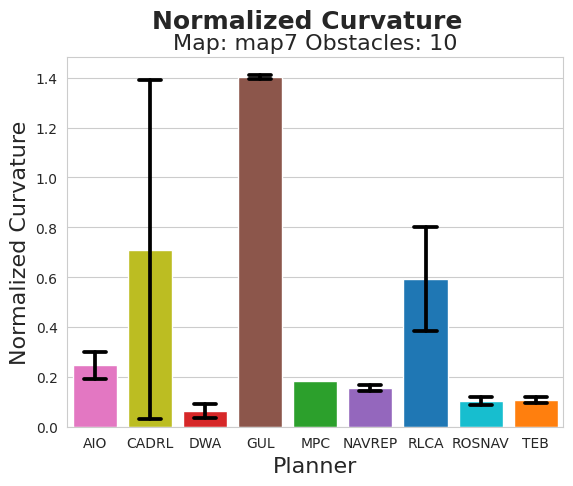 Normalized Curvature
Map: map7 Obstacles: 10
Normalized Curvature
1.4
1.2
1.0
0.8
0.6
0.4
0.2
0.0
AIO CADRL DWA GUL MPC NAVREP RLCA ROSNAV TEB
Planner